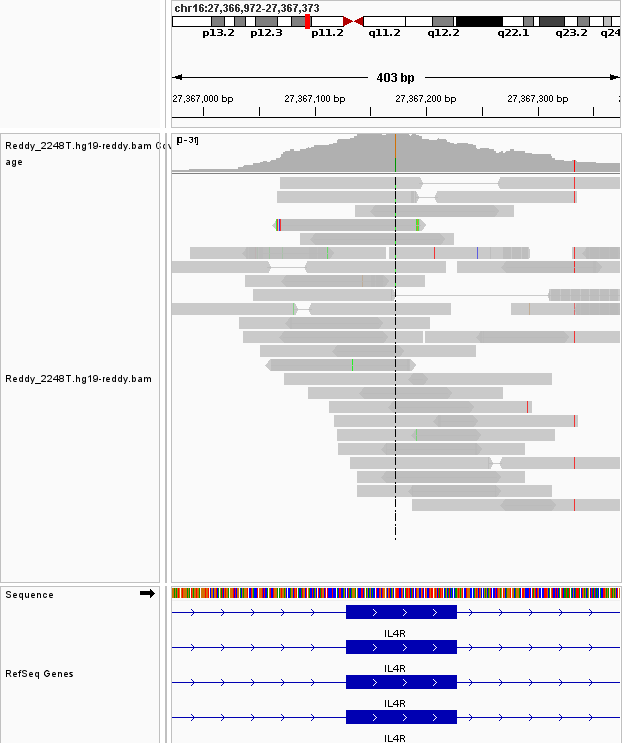 chr16:27,366,972-27,367,373
p13.2 p12.3 p11.2 q11.2 q12.2 q22.1 q23.2 q24
403 bp
27,367,000 bp 27,367,100 bp 27,367,200 bp 27,367,300 bp
[0-31]
Reddy_2248T.hg19-reddy.bam Cov
age
Reddy_2248T.hg19-reddy.bam
Sequence
IL4R
IL4R
RefSeq Genes
IL4R
IL4R